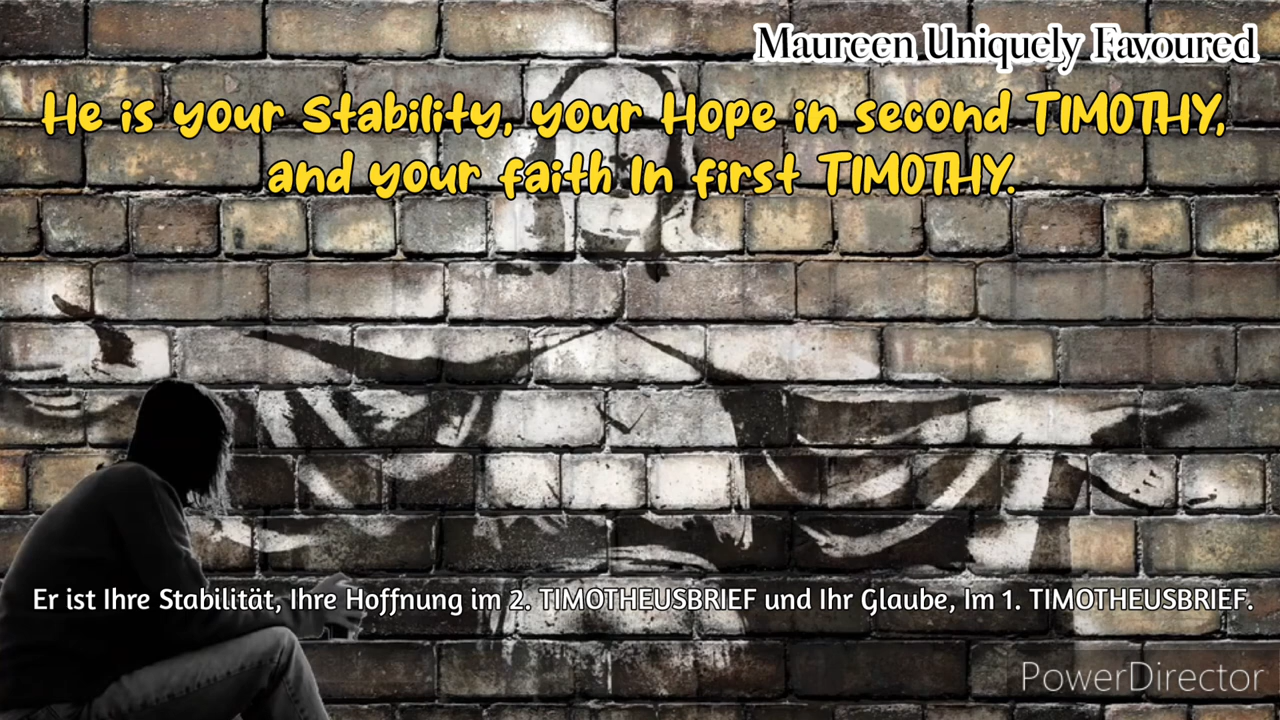 Maureen Uniquely Favoured
He is your Stability, your Hope in second TIMOTHY,
and your faith In first TIMOTHY.
Er ist Ihre Stabilität, Ihre Hoffnung im 2. TIMOTHEUSBRIEF und Ihr Glaube, Im 1. TIMOTHEUSBRIEF.
PowerDirector